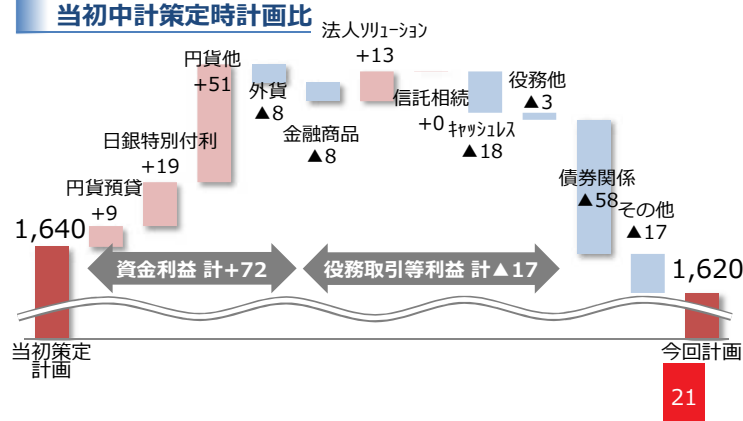 当初中計策定時計画比
法人ｿﾘｭｰｼｮﾝ
+13
円貨他
+51
外貨
▲8
金融商品
▲8
信託相続
+0
ｷｬｯｼｭﾚｽ
▲18
役務他
▲3
日銀特別付利
+19
円貨預貸
+9
債券関係
▲58
その他
▲17
1,640
1,620
資金利益 計+72
役務取引等利益 計▲17
当初策定
計画
今回計画
21